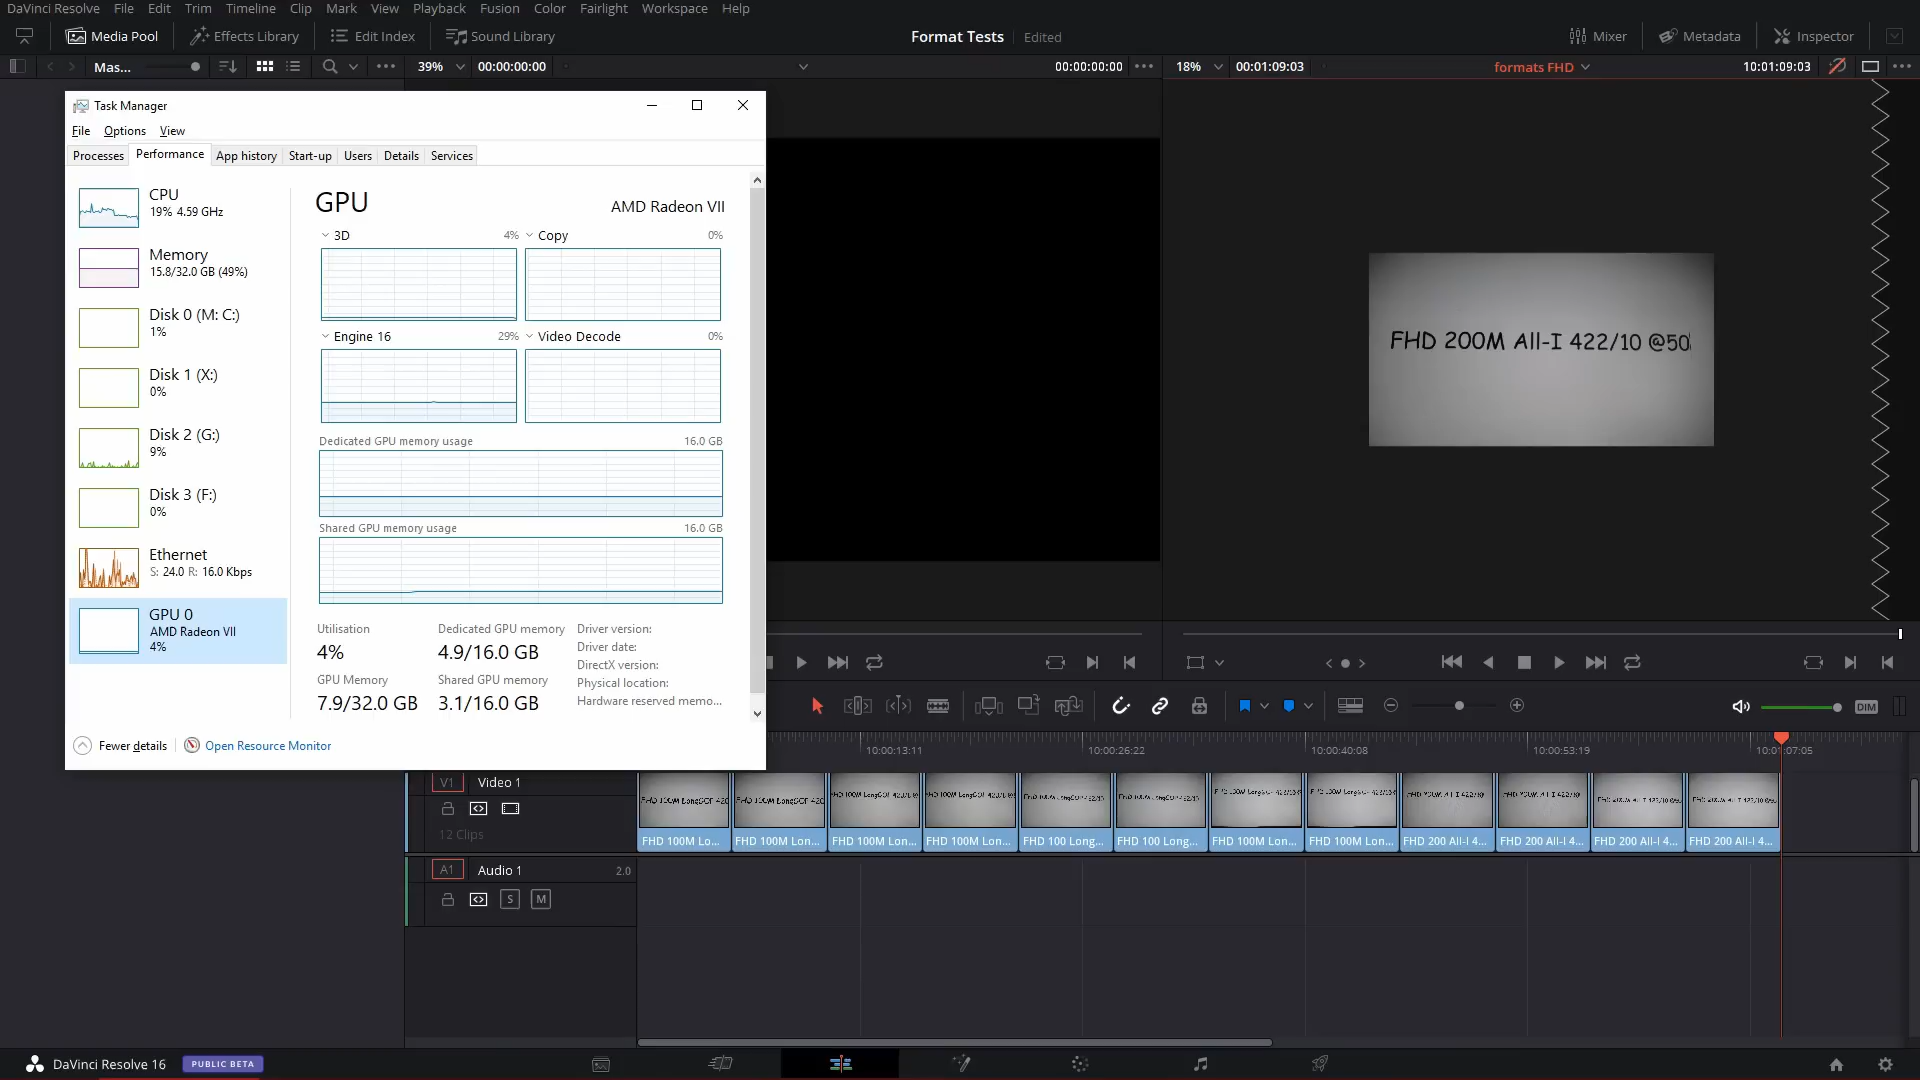 DaVinci Resolve File Edit Trim Timeline Clip Mark View Playback Fusion Color Fairlight Workspace Help
Media Pool Effects Library Edit Index Sound Library Format Tests Edited Mixer Metadata Inspector
Mas... 39% 00:00:00:00 00:00:00:00 18% 00:01:09:03 formats FHD 10:01:09:03
Task Manager
File Options View
Processes Performance App history Start-up Users Details Services
CPU
19% 4.59 GHz
Memory
15.8/32.0 GB (49%)
Disk 0 (M: C:)
1%
Disk 1 (X:)
0%
Disk 2 (G:)
9%
Disk 3 (F:)
0%
Ethernet
S: 24.0 R: 16.0 Kbps
GPU 0
AMD Radeon VII
4%
GPU AMD Radeon VII
3D 4% Copy 0%
Engine 16 29% Video Decode 0%
Dedicated GPU memory usage 16.0 GB
Shared GPU memory usage 16.0 GB
Utilisation
4%
Dedicated GPU memory
4.9/16.0 GB
GPU Memory
7.9/32.0 GB
Shared GPU memory
3.1/16.0 GB
Driver version:
Driver date:
DirectX version:
Physical location:
Hardware reserved memo...
Fewer details Open Resource Monitor
FHD 200M All-I 422/10 @50
DIM
10:00:13:11 10:00:26:22 10:00:40:08 10:00:53:19 10:01:07:05
V1 Video 1
12 Clips
FHD 100M Lo... FHD 100M Lon... FHD 100M Lon... FHD 100M Lon... FHD 100 Long... FHD 100 Long... FHD 100M Lon... FHD 100M Lon... FHD 200 All-I 4... FHD 200 All-I 4... FHD 200 All-I 4... FHD 200 All-I 4...
A1 Audio 1 2.0
S M
DaVinci Resolve 16 PUBLIC BETA